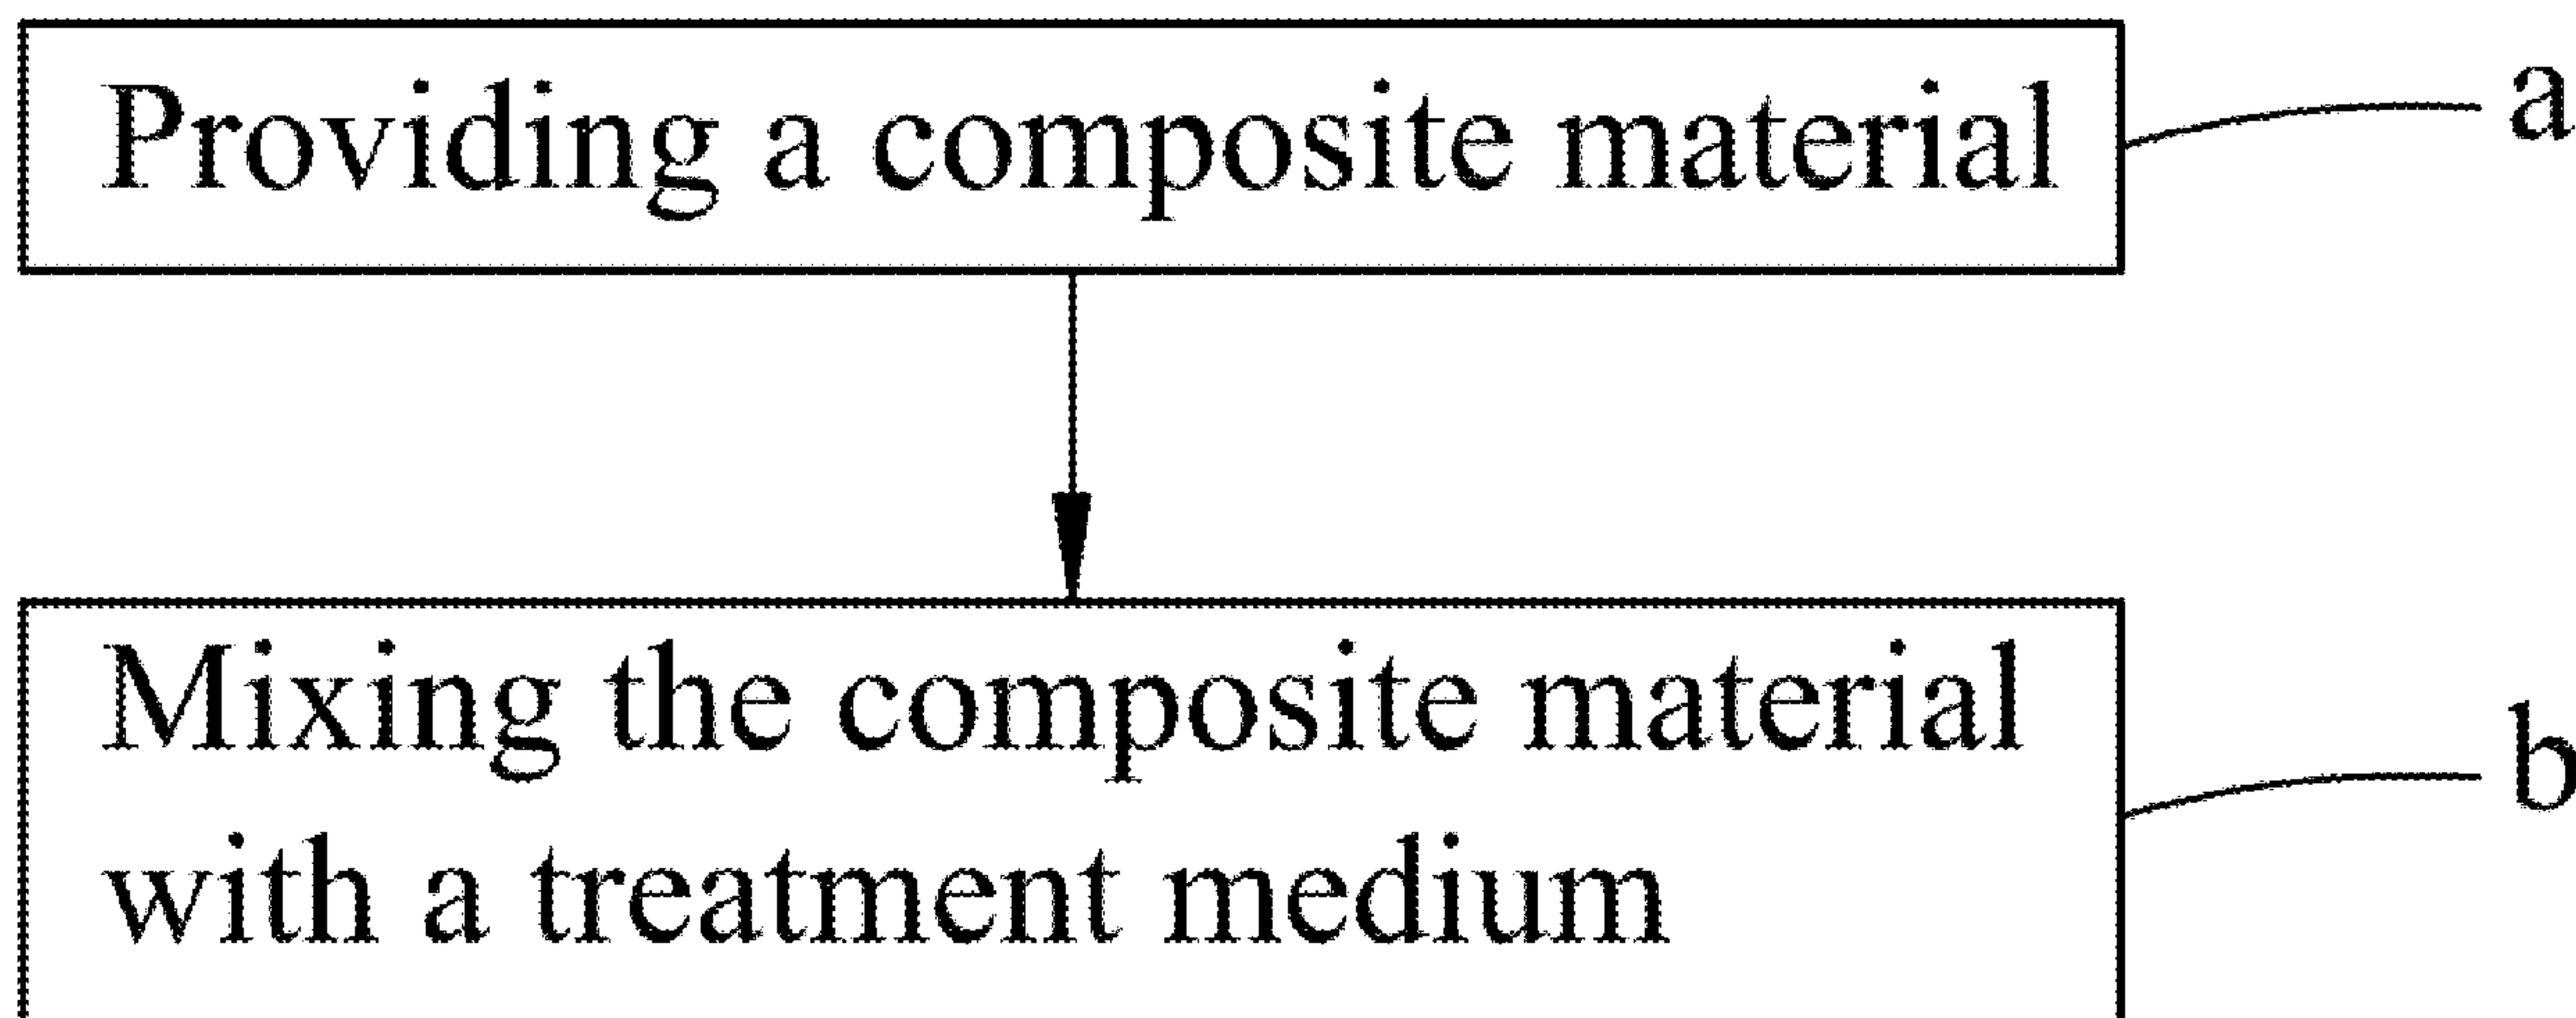 Providing a composite material
a
Mixing the composite material
b
with a treatment medium